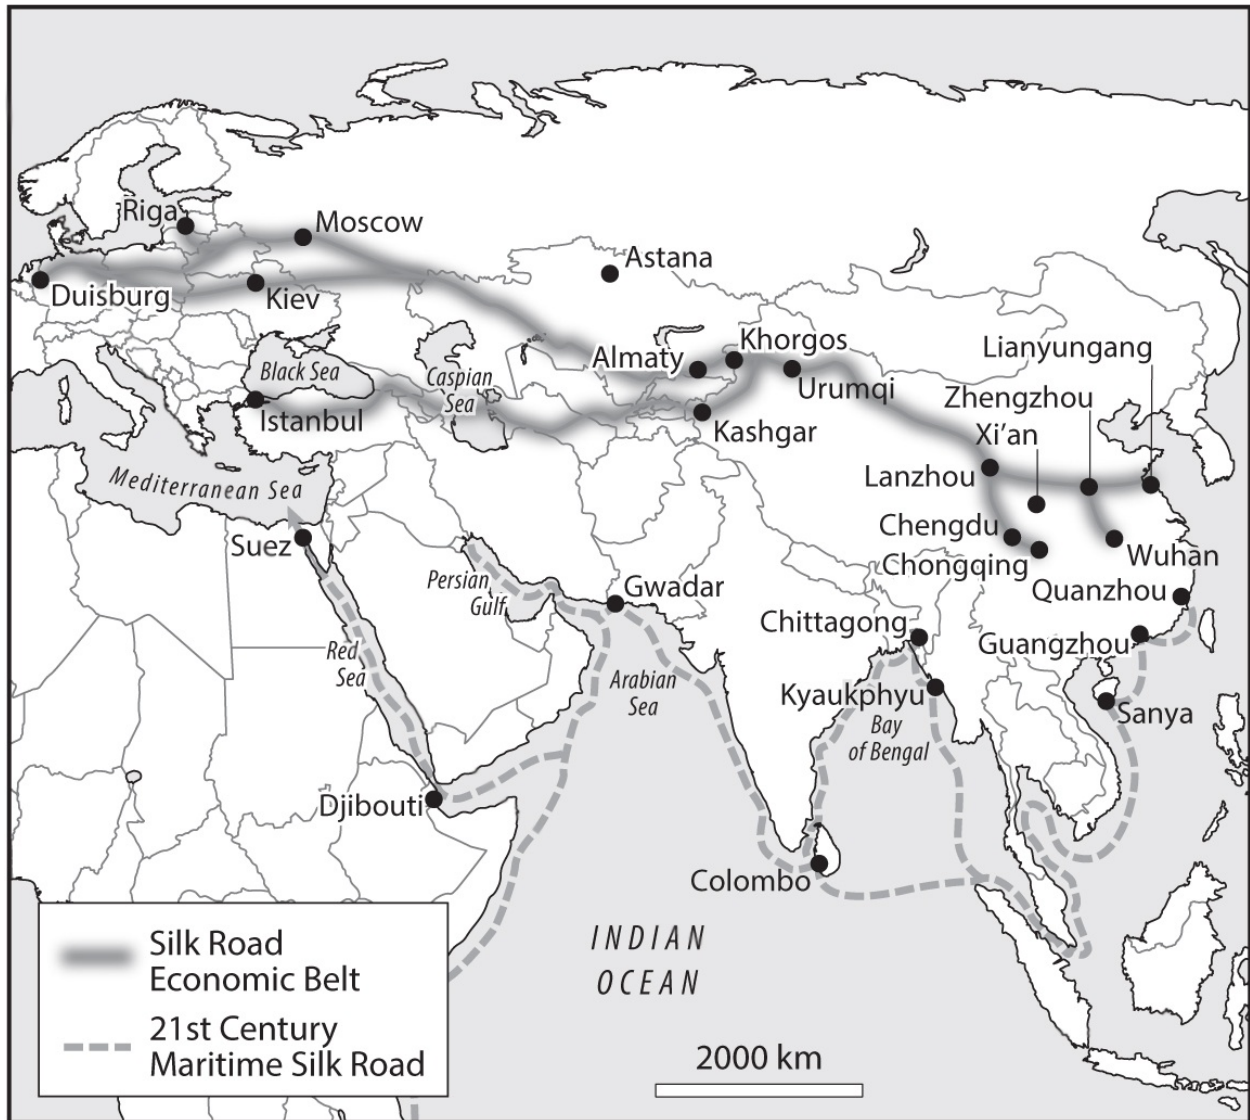 Riga
Moscow
Astana
Duisburg
Kiev
Khorgos
Lianyungang
Almaty
Black Sea
Caspian
Sea
Urumqi
Zhengzhou
Istanbul
Kashgar
Xi’an
Lanzhou
Mediterranean Sea
Chengdu
Suez
Chongqing
Wuhan
Persian
Gulf
Gwadar
Quanzhou
Chittagong
Guangzhou
Red
Sea
Arabian
Sea
Kyaukphyu
Sanya
Bay
of Bengal
Djibouti
Colombo
INDIAN
OCEAN
Silk Road
Economic Belt
21st Century
Maritime Silk Road
2000 km